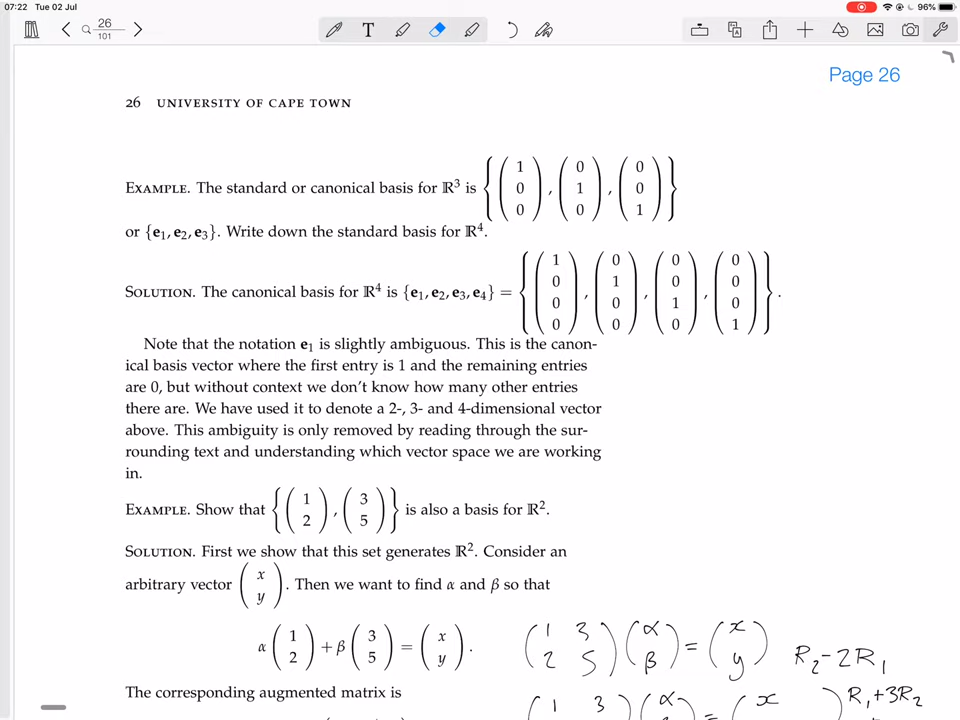 07:22 Tue 02 Jul 96%
26
101
T
Page 26
26 UNIVERSITY OF CAPE TOWN
EXAMPLE. The standard or canonical basis for ℝ³ is { ( 1 0 0 ), ( 0 1 0 ), ( 0 0 1 ) }
or {e₁, e₂, e₃}. Write down the standard basis for ℝ⁴.
SOLUTION. The canonical basis for ℝ⁴ is {e₁, e₂, e₃, e₄} = { ( 1 0 0 0 ), ( 0 1 0 0 ), ( 0 0 1 0 ), ( 0 0 0 1 ) }.
Note that the notation e₁ is slightly ambiguous. This is the canon-
ical basis vector where the first entry is 1 and the remaining entries
are 0, but without context we don't know how many other entries
there are. We have used it to denote a 2-, 3- and 4-dimensional vector
above. This ambiguity is only removed by reading through the sur-
rounding text and understanding which vector space we are working
in.
EXAMPLE. Show that { ( 1 2 ), ( 3 5 ) } is also a basis for ℝ².
SOLUTION. First we show that this set generates ℝ². Consider an
arbitrary vector ( x y ). Then we want to find α and β so that
α ( 1 2 ) + β ( 3 5 ) = ( x y ).
( 1 3 2 5 ) ( α β ) = ( x y ) R₂-2R₁
The corresponding augmented matrix is
( 1 3 ) ( α ) = ( x ) R₁+3R₂